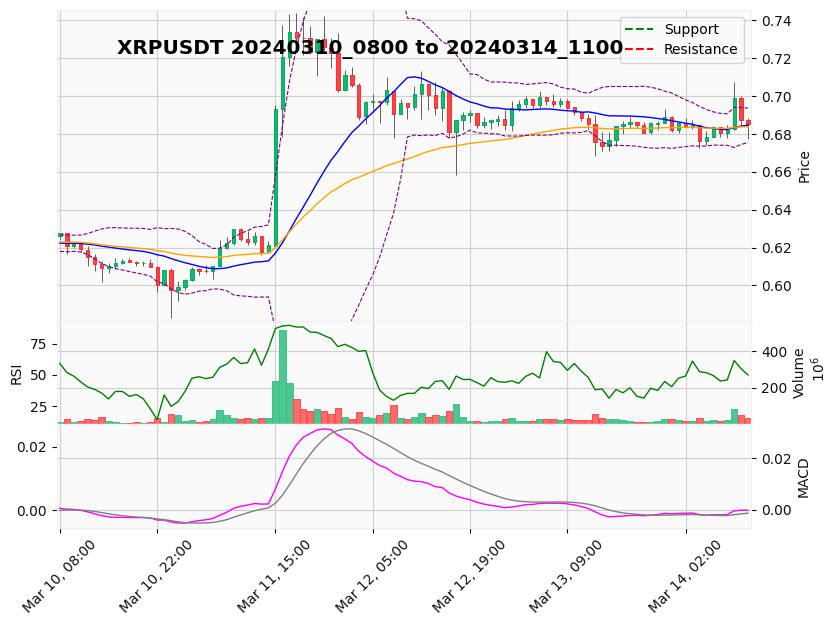 XRPUSDT 20240310_0800 to 20240314_1100
Support
Resistance
0.74
0.72
0.70
0.68
0.66
0.64
0.62
0.60
Price
75
50
25
RSI
400
200
Volume
10^6
0.02
0.00
0.02
0.00
MACD
Mar 10, 08:00
Mar 10, 22:00
Mar 11, 15:00
Mar 12, 05:00
Mar 12, 19:00
Mar 13, 09:00
Mar 14, 02:00